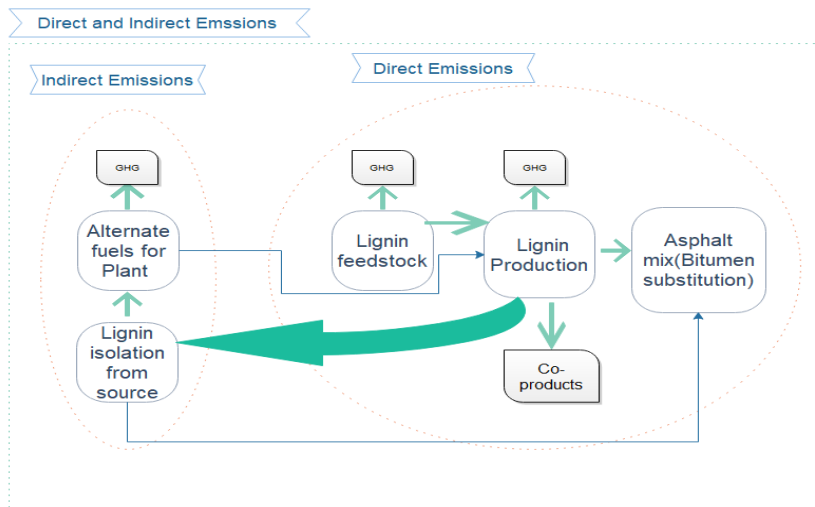 Direct and Indirect Emssions
Indirect Emissions
Direct Emissions
GHG
GHG
GHG
Alternate
fuels for
Plant
Lignin
feedstock
Lignin
Production
Asphalt
mix(Bitumen
substitution)
Lignin
isolation
from
source
Co-
products